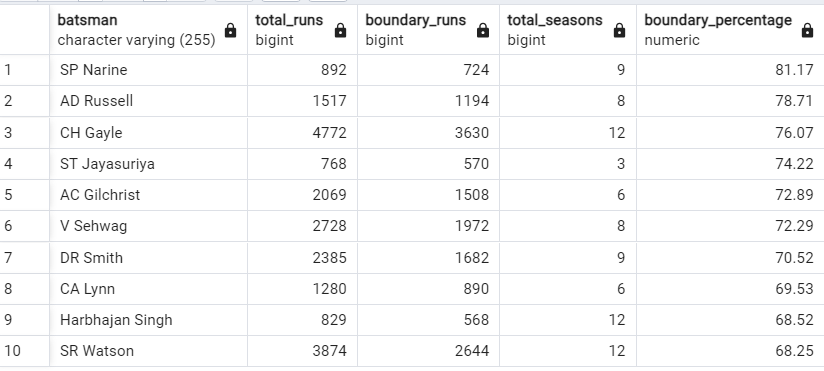 batsman total_runs boundary_runs total_seasons boundary_percentage
character varying (255) bigint bigint bigint numeric
1 SP Narine 892 724 9 81.17
2 AD Russell 1517 1194 8 78.71
3 CH Gayle 4772 3630 12 76.07
4 ST Jayasuriya 768 570 3 74.22
5 AC Gilchrist 2069 1508 6 72.89
6 V Sehwag 2728 1972 8 72.29
7 DR Smith 2385 1682 9 70.52
8 CA Lynn 1280 890 6 69.53
9 Harbhajan Singh 829 568 12 68.52
10 SR Watson 3874 2644 12 68.25